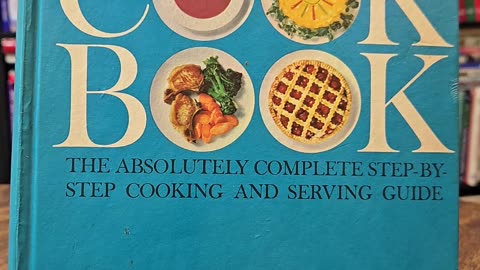 COOK
BOOK
THE ABSOLUTELY COMPLETE STEP-BY-
STEP COOKING AND SERVING GUIDE